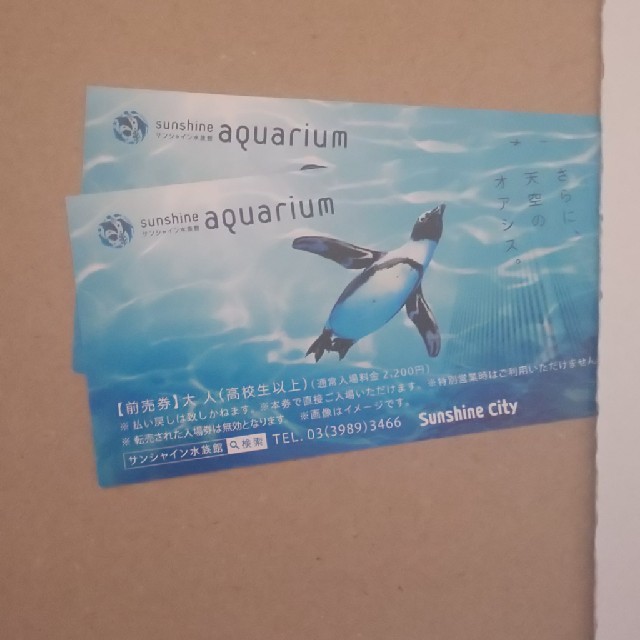 sunshine aquarium
サンシャイン水族館
sunshine aquarium
サンシャイン水族館
さらに、
天空の
オアシス。
【前売券】大 人(高校生以上)(通常入場料金 2,200円)
※ 払い戻しは致しかねます。※本券で直接ご入場いただけます。※特別営業時はご利用いただけません
※ 転売された入場券は無効となります。 ※画像はイメージです。
サンシャイン水族館 検索 TEL. 03(3989)3466
Sunshine City